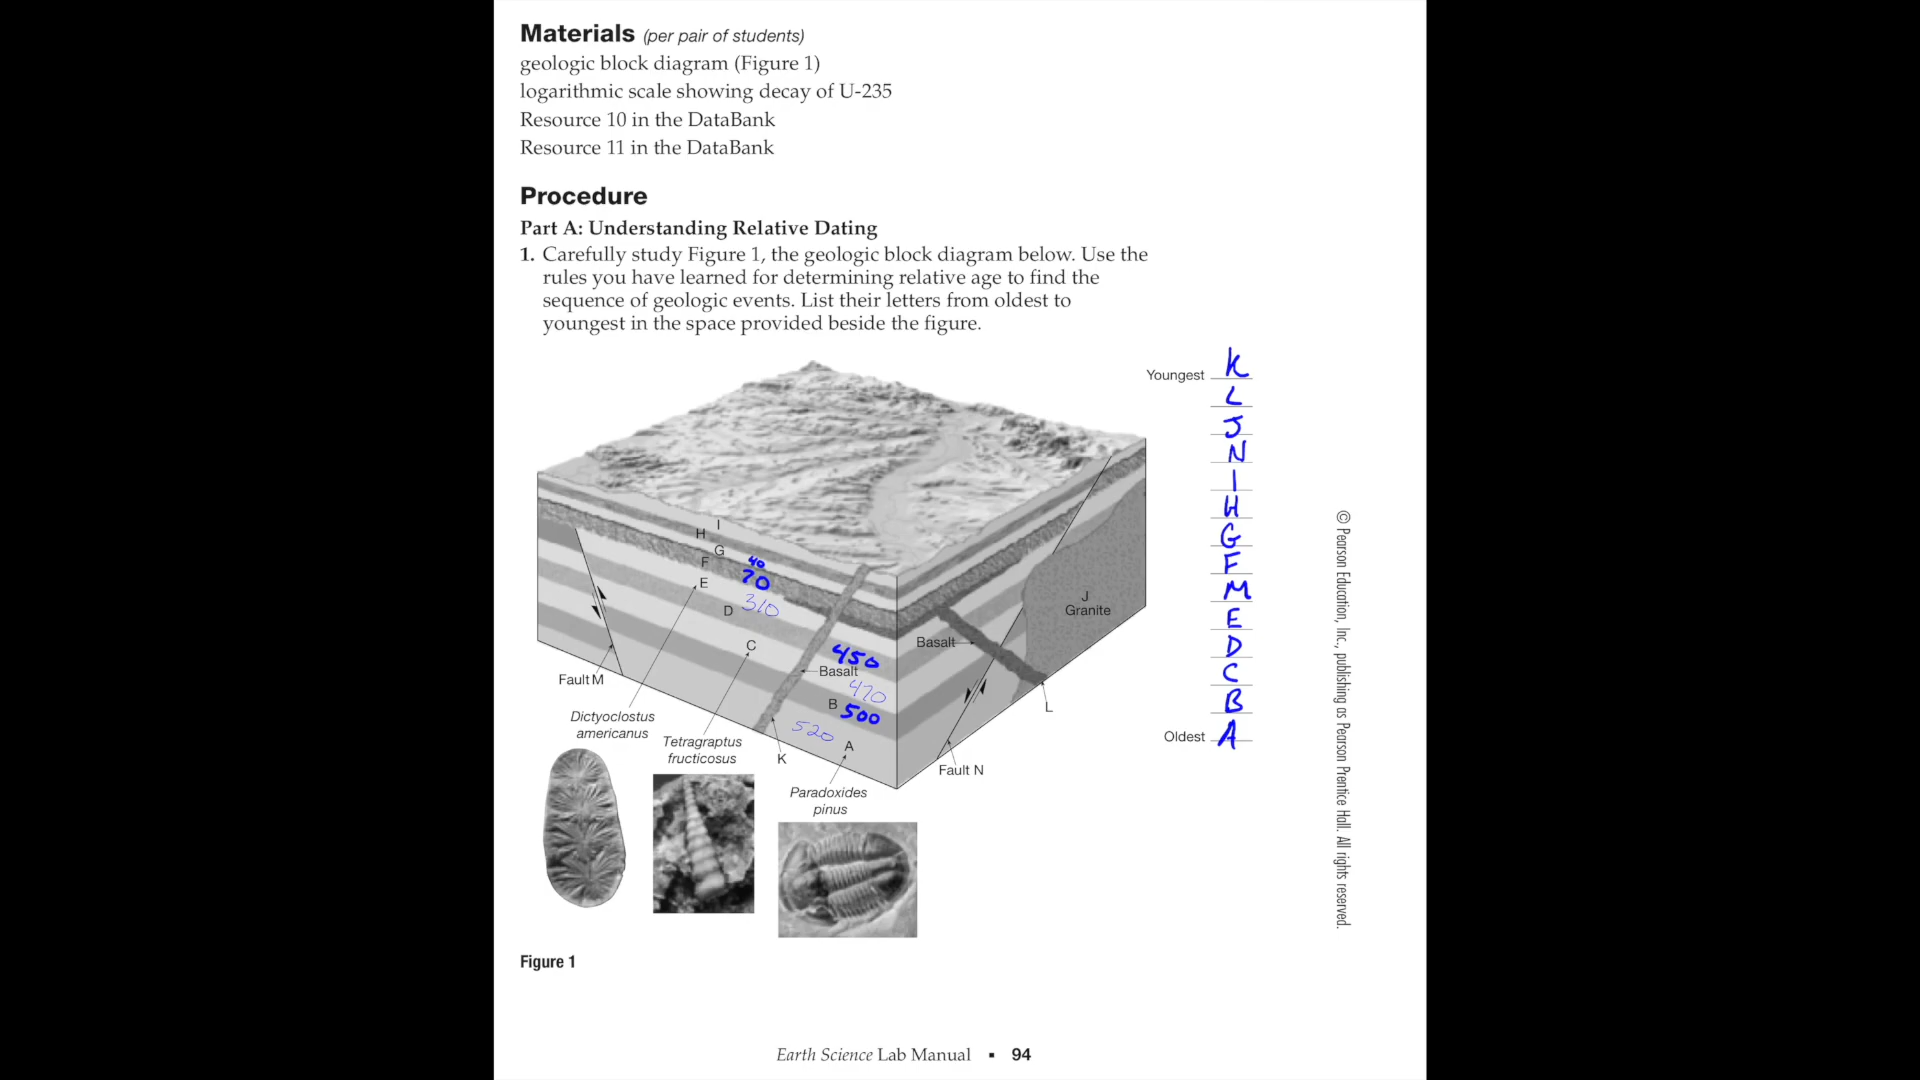 Materials (per pair of students)
geologic block diagram (Figure 1)
logarithmic scale showing decay of U-235
Resource 10 in the DataBank
Resource 11 in the DataBank
Procedure
Part A: Understanding Relative Dating
1. Carefully study Figure 1, the geologic block diagram below. Use the
rules you have learned for determining relative age to find the
sequence of geologic events. List their letters from oldest to
youngest in the space provided beside the figure.
Youngest K
L
J
N
I
H
G
F
M
E
D
C
B
Oldest A
I
H
G
F
40
E
70
D
310
C
450
Basalt
470
B
500
520
A
K
Fault M
Basalt
J
Granite
L
Fault N
Dictyoclostus
americanus
Tetragraptus
fructicosus
Paradoxides
pinus
Figure 1
© Pearson Education, Inc., publishing as Pearson Prentice Hall. All rights reserved.
Earth Science Lab Manual ▪ 94